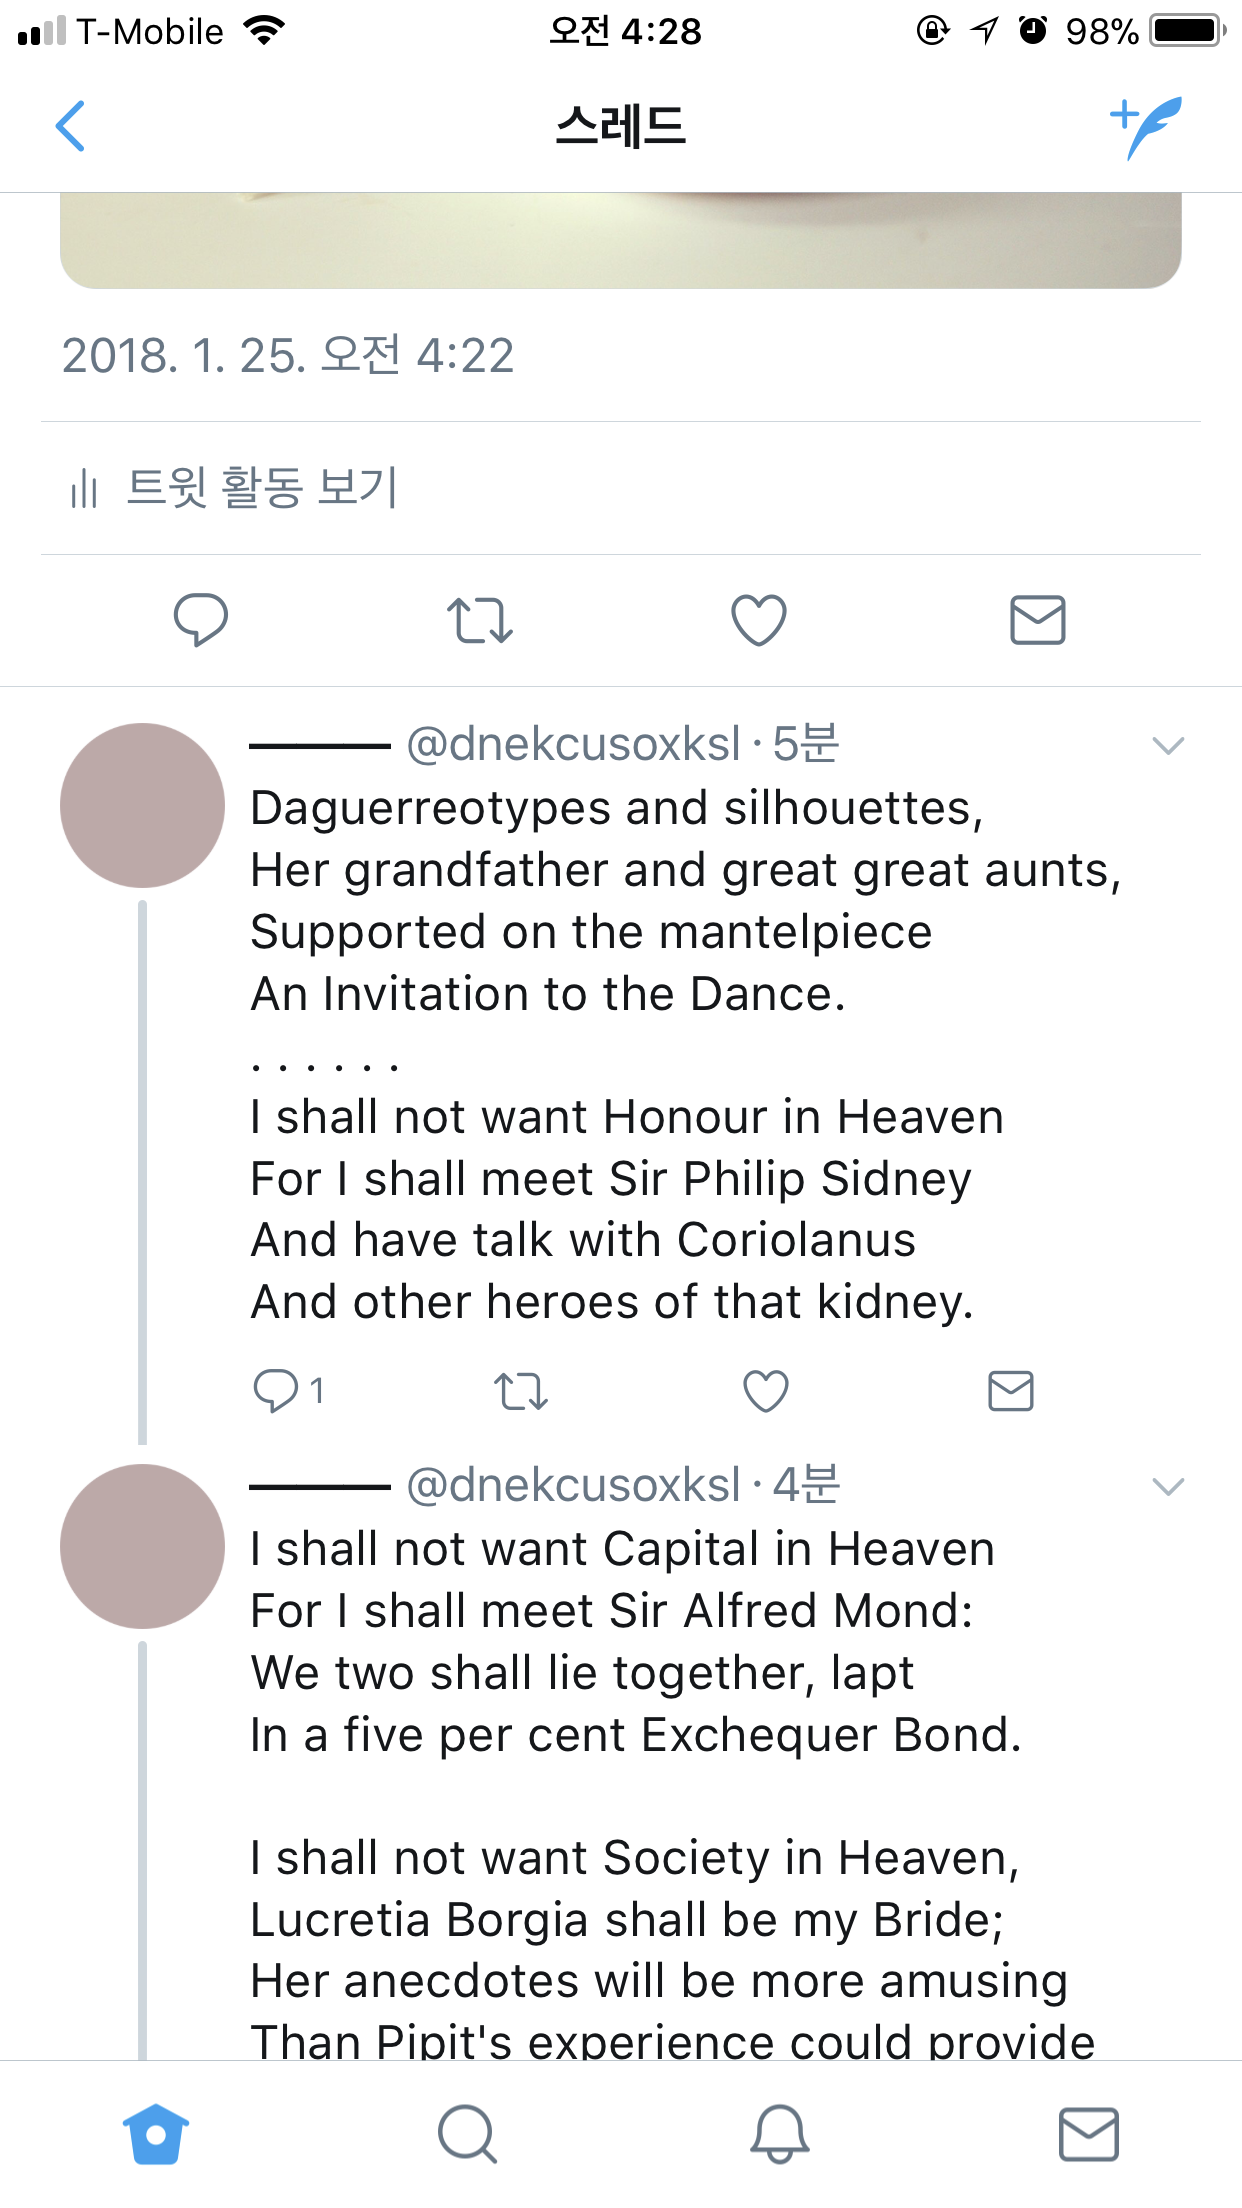 T-Mobile 오전 4:28 98%
스레드
2018. 1. 25. 오전 4:22
트윗 활동 보기
——— @dnekcusoxksl · 5분
Daguerreotypes and silhouettes,
Her grandfather and great great aunts,
Supported on the mantelpiece
An Invitation to the Dance.
. . . . . .
I shall not want Honour in Heaven
For I shall meet Sir Philip Sidney
And have talk with Coriolanus
And other heroes of that kidney.
1
——— @dnekcusoxksl · 4분
I shall not want Capital in Heaven
For I shall meet Sir Alfred Mond:
We two shall lie together, lapt
In a five per cent Exchequer Bond.
I shall not want Society in Heaven,
Lucretia Borgia shall be my Bride;
Her anecdotes will be more amusing
Than Pipit's experience could provide